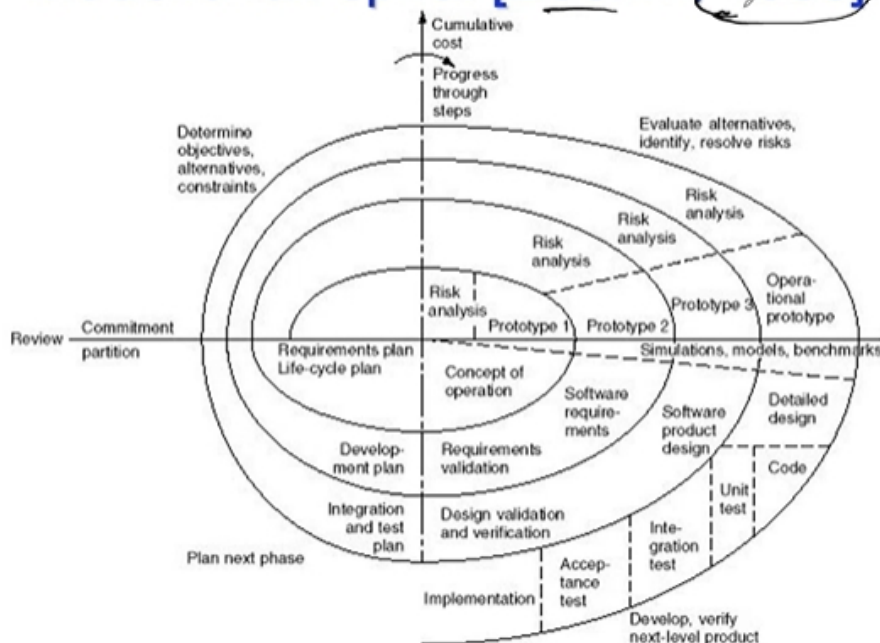 Cumulative
cost
Progress
through
steps
Determine
objectives,
alternatives,
constraints
Evaluate alternatives,
identify, resolve risks
Risk
analysis
Risk
analysis
Risk
analysis
Risk
analysis
Opera-
tional
prototype
Prototype 3
Prototype 2
Prototype 1
Review
Commitment
partition
Requirements plan
Life-cycle plan
Simulations, models, benchmarks
Concept of
operation
Software
require-
ments
Software
product
design
Detailed
design
Develop-
ment plan
Requirements
validation
Code
Unit
test
Integration
and test
plan
Design validation
and verification
Inte-
gration
test
Plan next phase
Accep-
tance
test
Implementation
Develop, verify
next-level product